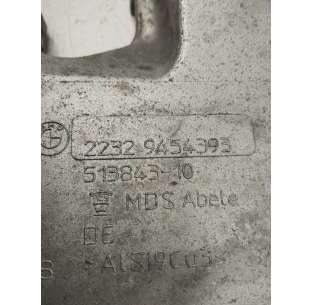 2232 9454393
513843-10
MDS Abele
DE
>AlSi9Cu3<
B